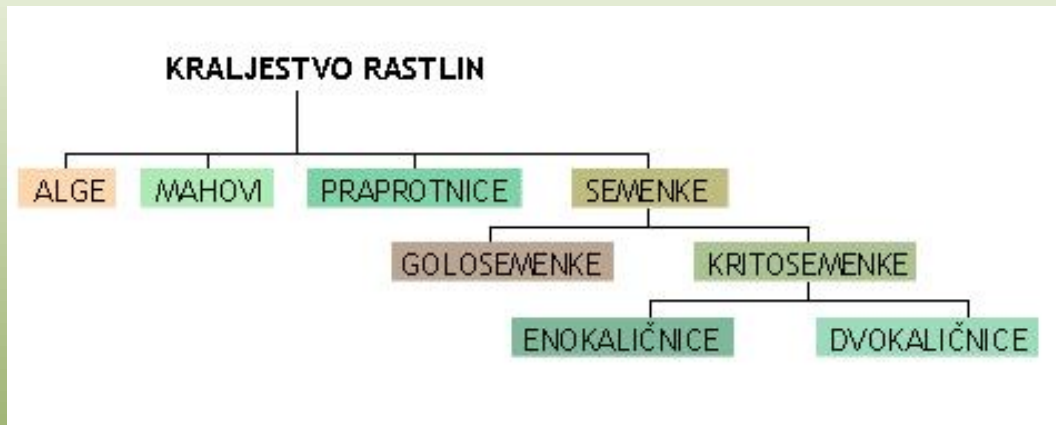 KRALJESTVO RASTLIN
ALGE MAHOVI PRAPROTNICE SEMENKE
GOLOSEMENKE KRITOSEMENKE
ENOKALIČNICE DVOKALIČNICE